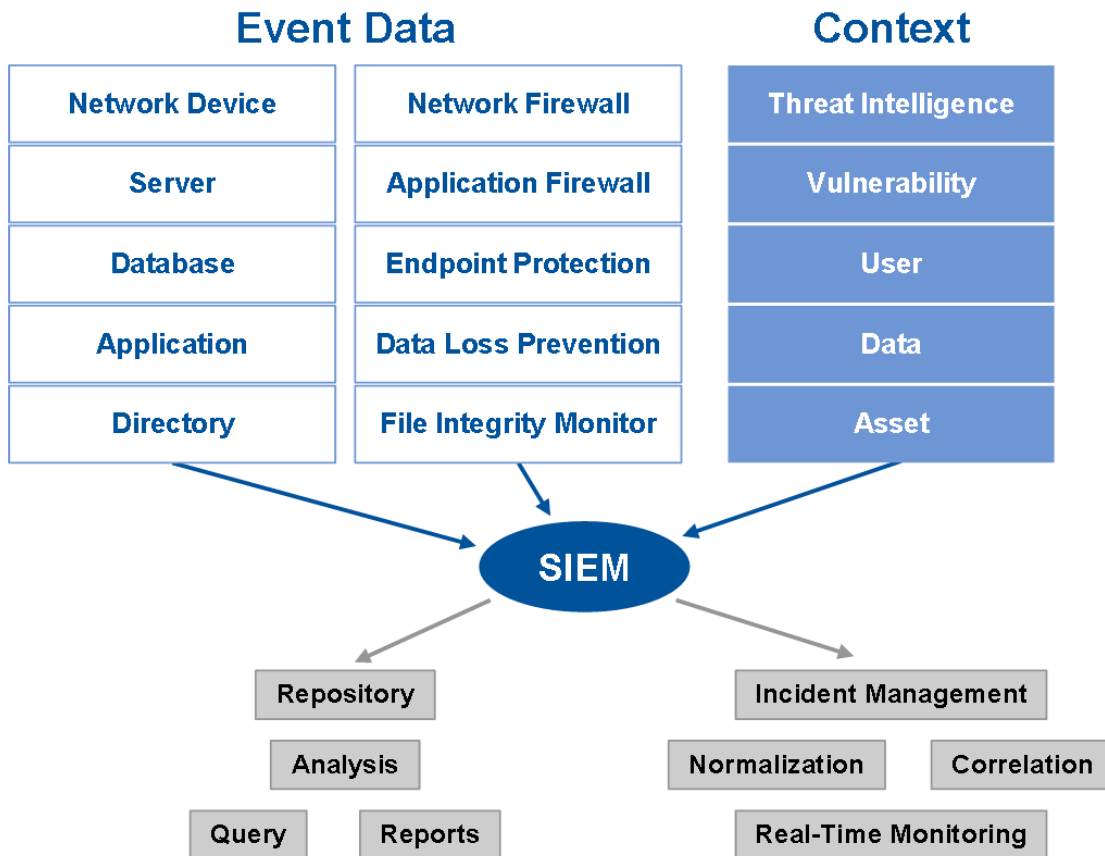 Event Data
Context
Network Device
Network Firewall
Threat Intelligence
Server
Application Firewall
Vulnerability
Database
Endpoint Protection
User
Application
Data Loss Prevention
Data
Directory
File Integrity Monitor
Asset
SIEM
Repository
Incident Management
Analysis
Normalization
Correlation
Query
Reports
Real-Time Monitoring